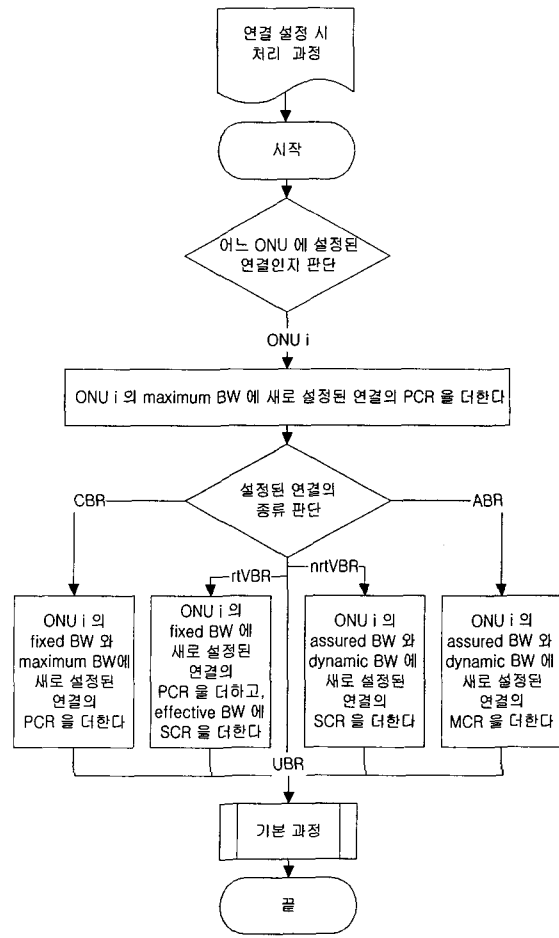 연결 설정 시
처리 과정
시작
어느 ONU 에 설정된
연결인지 판단
ONU i
ONU i 의 maximum BW 에 새로 설정된 연결의 PCR 을 더한다
설정된 연결의
종류 판단
CBR
ABR
rtVBR
nrtVBR
ONU i 의
fixed BW 와
maximum BW에
새로 설정된
연결의
PCR 을 더한다
ONU i 의
fixed BW 에
새로 설정된
연결의
PCR 을 더하고,
effective BW 에
SCR 을 더한다
ONU i 의
assured BW 와
dynamic BW 에
새로 설정된
연결의
SCR 을 더한다
ONU i 의
assured BW 와
dynamic BW 에
새로 설정된
연결의
MCR 을 더한다
UBR
기본 과정
끝